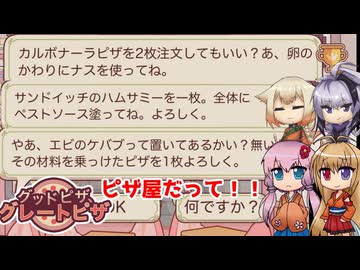 カルボナーラピザを2枚注文してもいい？あ、卵の
かわりにナスを使ってね。
サンドイッチのハムサミーを一枚。全体に
ペストソース塗ってね。よろしく。
やあ、エビのケバブって置いてあるかい？無い
その材料を乗っけたピザを1枚よろしく。
グッドピザ
グレートピザ
ピザ屋だって！！
OK
何ですか？